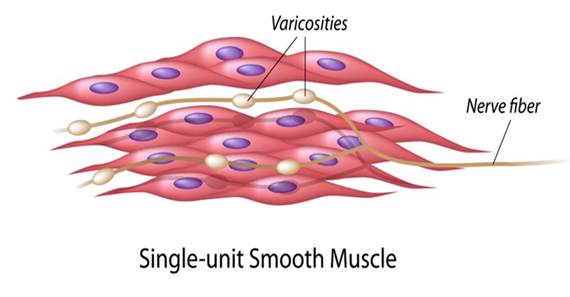 Varicosities
Nerve fiber
Single-unit Smooth Muscle